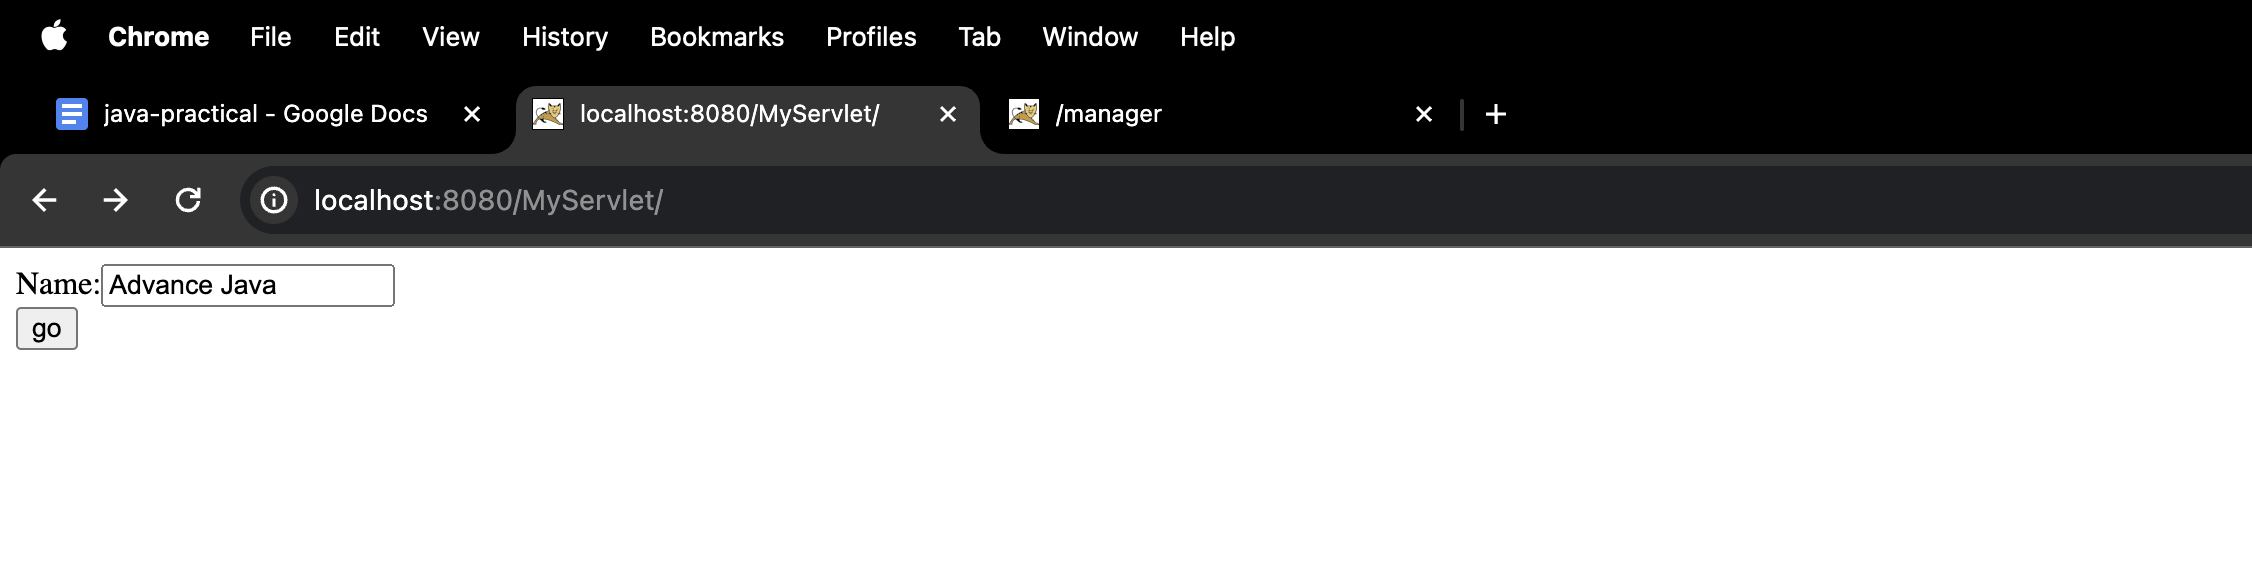 Chrome File Edit View History Bookmarks Profiles Tab Window Help
java-practical - Google Docs localhost:8080/MyServlet/ /manager
localhost:8080/MyServlet/
Name: Advance Java
go